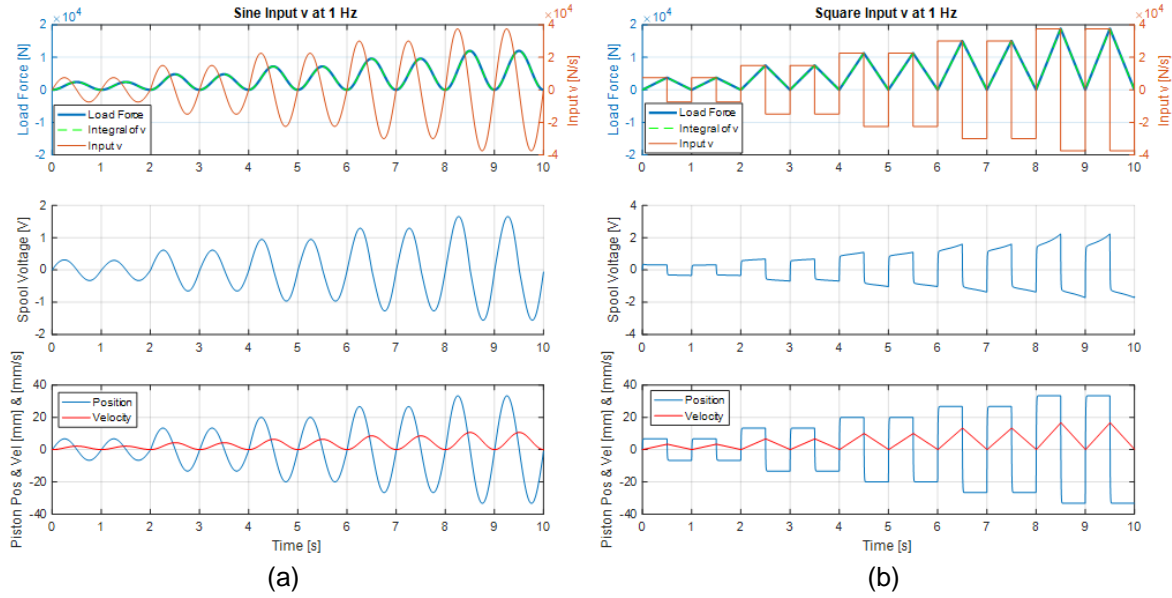 Sine Input v at 1 Hz
×10⁴
×10⁴
2
1
0
-1
-2
Load Force [N]
4
2
0
-2
-4
Input v [N/s]
Load Force
Integral of v
Input v
0 1 2 3 4 5 6 7 8 9 10
2
1
0
-1
-2
Spool Voltage [V]
0 1 2 3 4 5 6 7 8 9 10
40
20
0
-20
-40
Piston Pos & Vel [mm] & [mm/s]
Position
Velocity
0 1 2 3 4 5 6 7 8 9 10
Time [s]
(a)
Square Input v at 1 Hz
×10⁴
×10⁴
2
1
0
-1
-2
Load Force [N]
4
2
0
-2
-4
Input v [N/s]
Load Force
Integral of v
Input v
0 1 2 3 4 5 6 7 8 9 10
4
2
0
-2
-4
Spool Voltage [V]
0 1 2 3 4 5 6 7 8 9 10
40
20
0
-20
-40
Piston Pos & Vel [mm] & [mm/s]
Position
Velocity
0 1 2 3 4 5 6 7 8 9 10
Time [s]
(b)